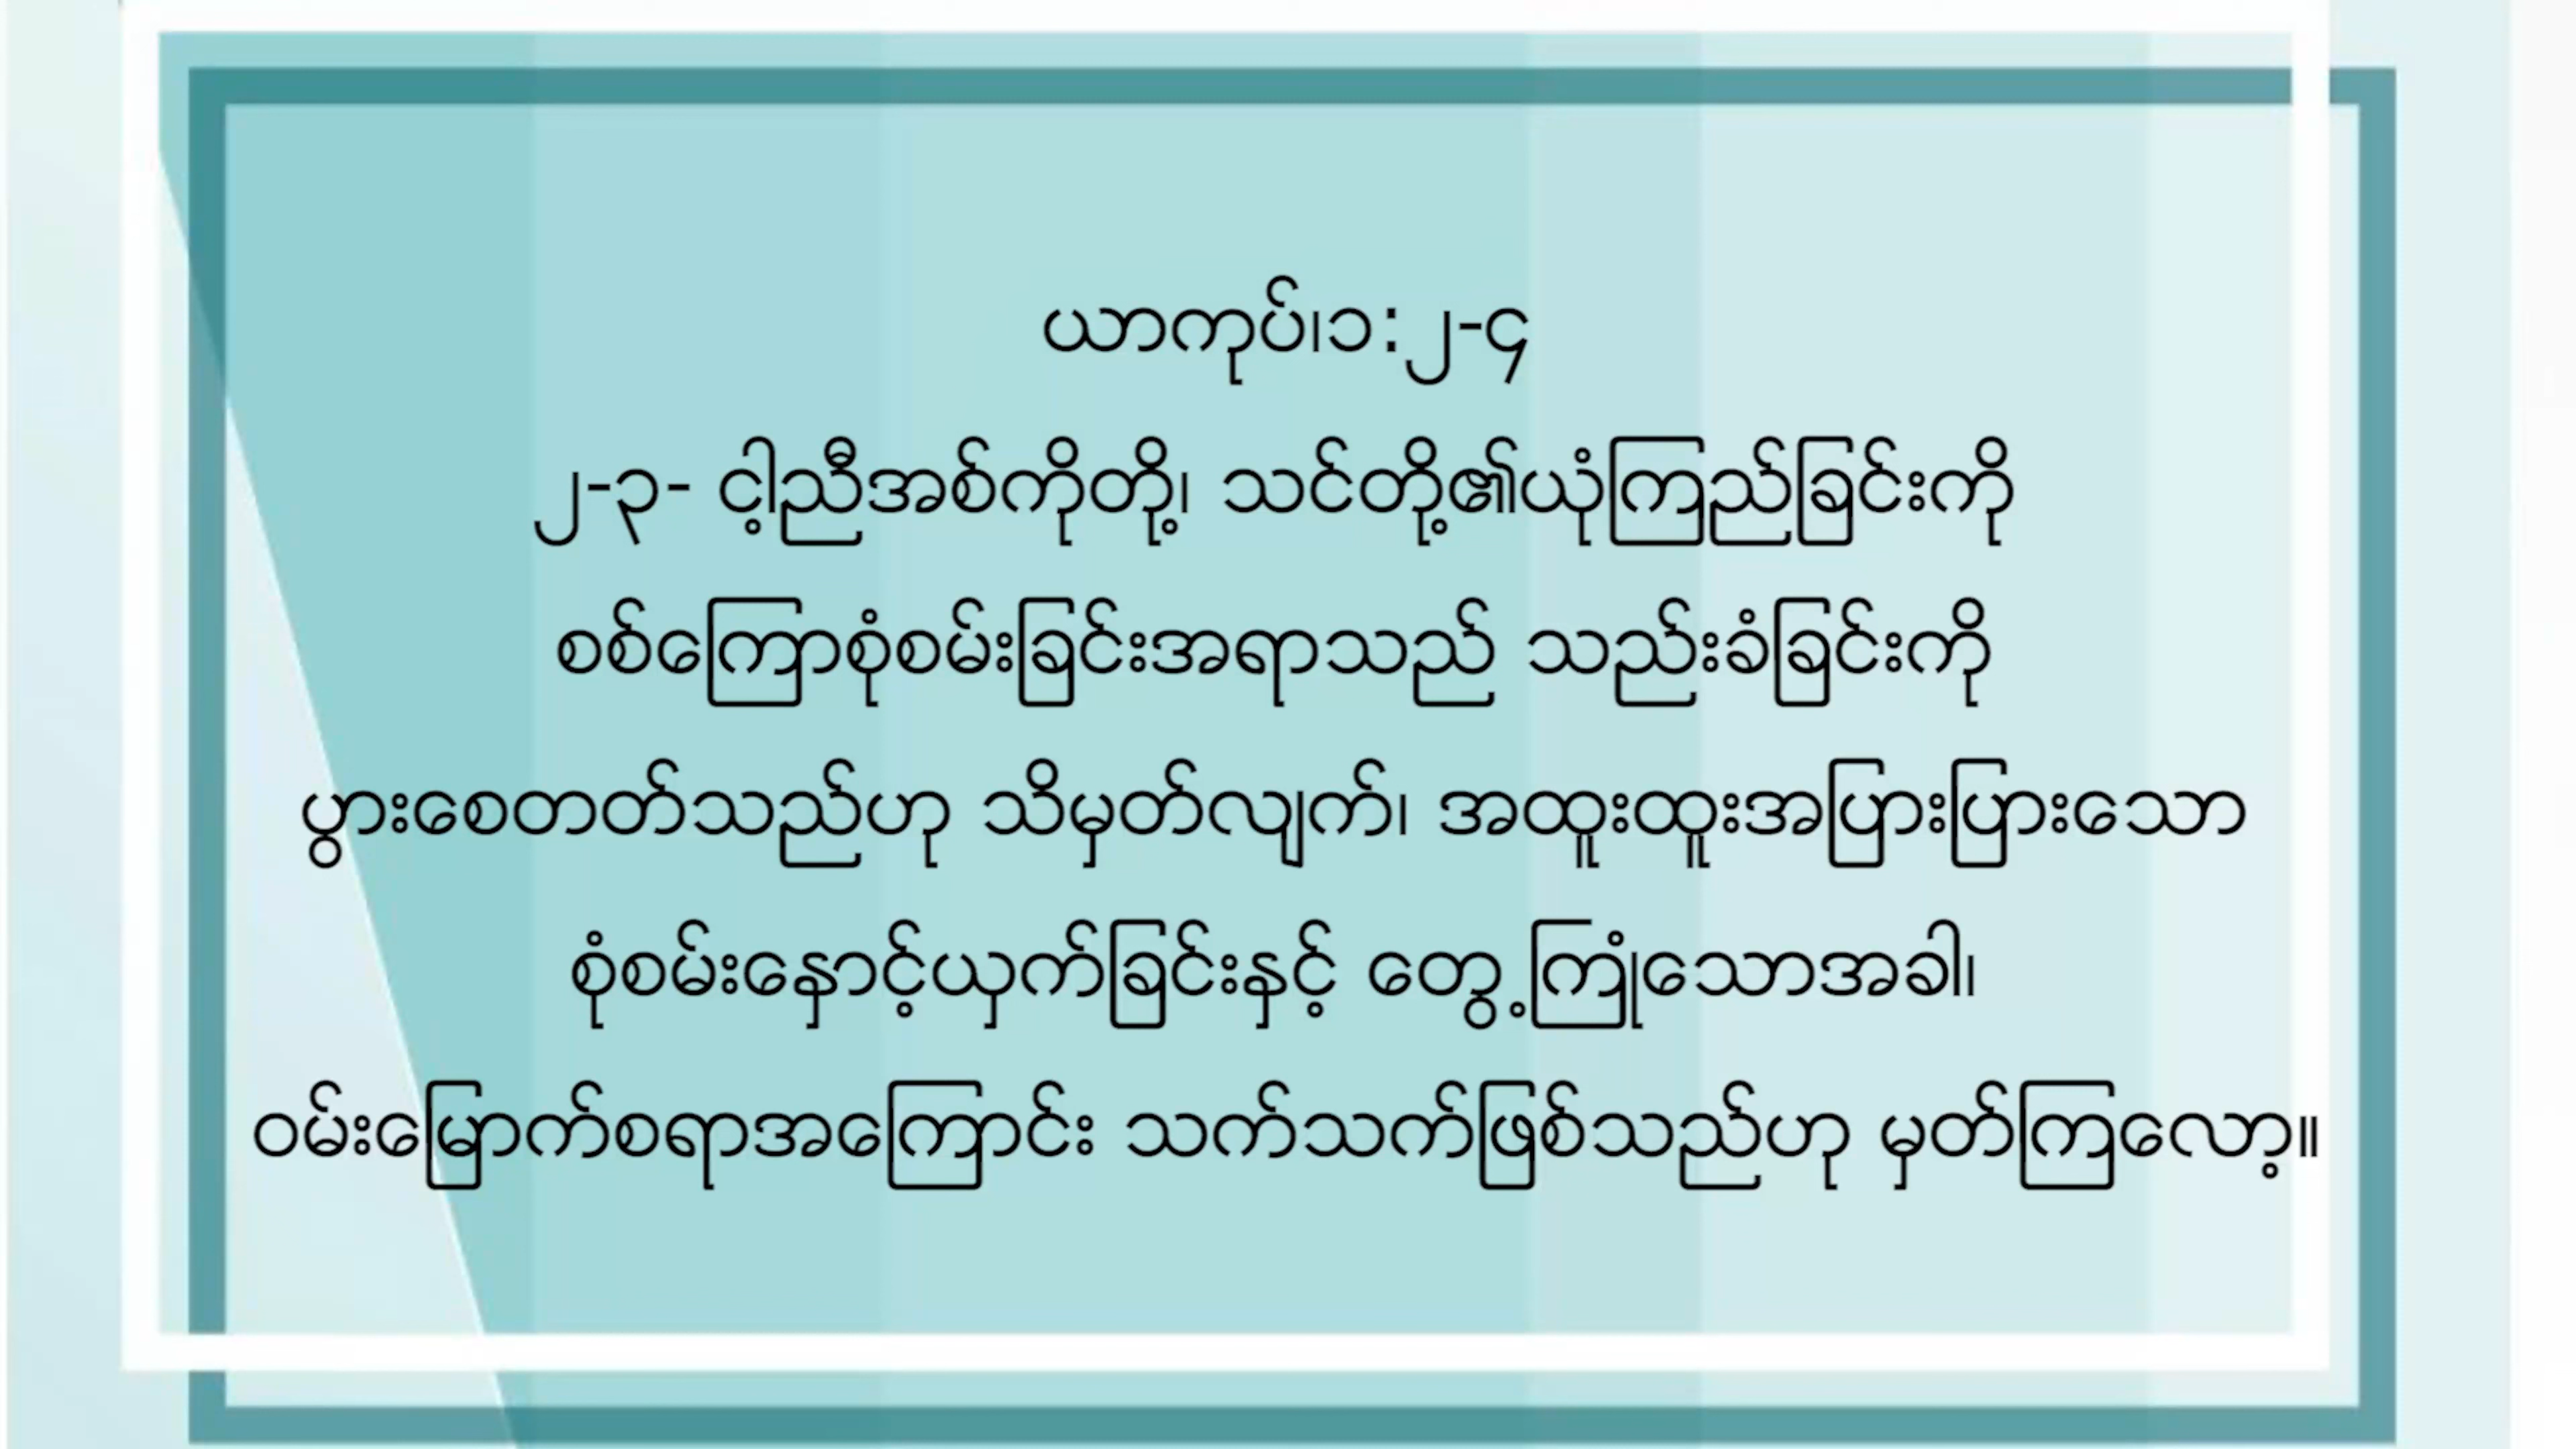 ယာကုပ်၊၁:၂-၄
၂-၃- ငါ့ညီအစ်ကိုတို့၊ သင်တို့၏ယုံကြည်ခြင်းကို
စစ်ကြောစုံစမ်းခြင်းအရာသည် သည်းခံခြင်းကို
ပွားစေတတ်သည်ဟု သိမှတ်လျက်၊ အထူးထူးအပြားပြားသော
စုံစမ်းနှောင့်ယှက်ခြင်းနှင့် တွေ့ကြုံသောအခါ၊
ဝမ်းမြောက်စရာအကြောင်း သက်သက်ဖြစ်သည်ဟု မှတ်ကြလော့။